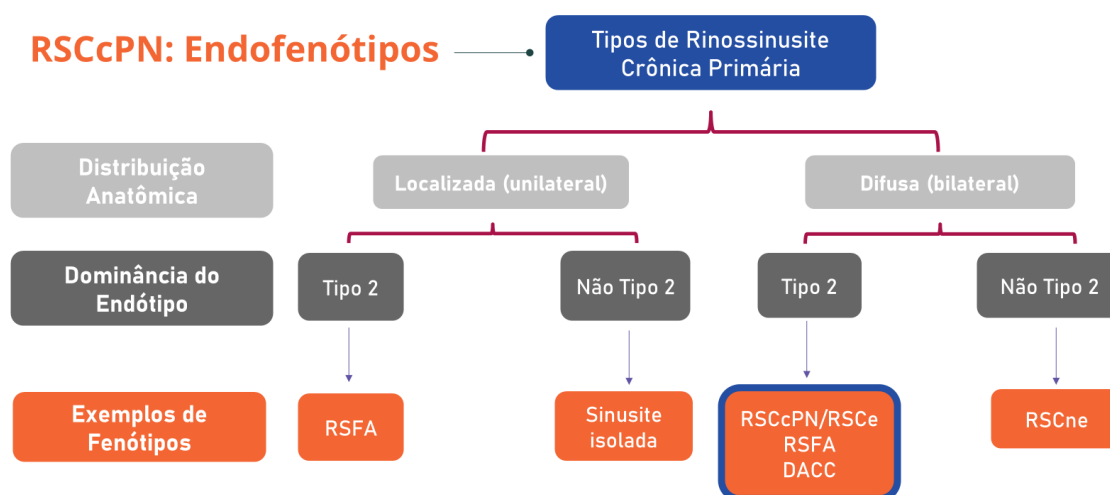 RSCcPN: Endofenótipos
Tipos de Rinossinusite
Crônica Primária
Distribuição
Anatômica
Localizada (unilateral)
Difusa (bilateral)
Dominância do
Endótipo
Tipo 2
Não Tipo 2
Tipo 2
Não Tipo 2
Exemplos de
Fenótipos
RSFA
Sinusite
isolada
RSCcPN/RSCe
RSFA
DACC
RSCne